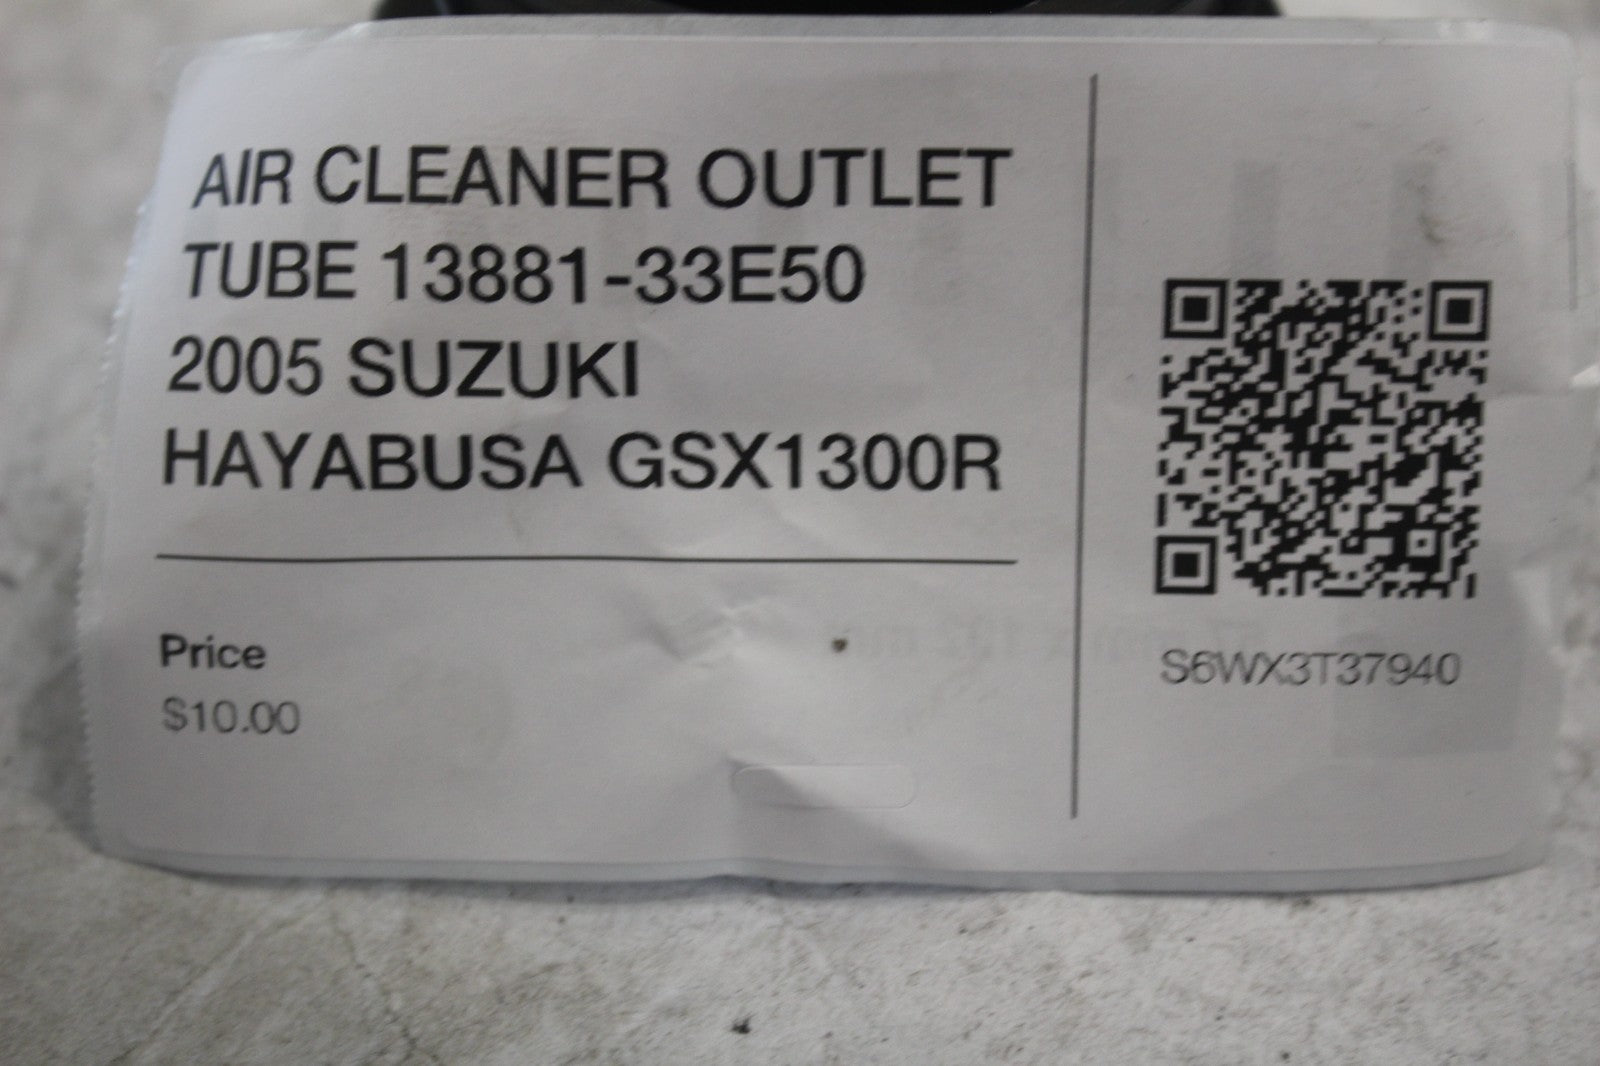 AIR CLEANER OUTLET
TUBE 13881-33E50
2005 SUZUKI
HAYABUSA GSX1300R
Price
$10.00
S6WX3T37940